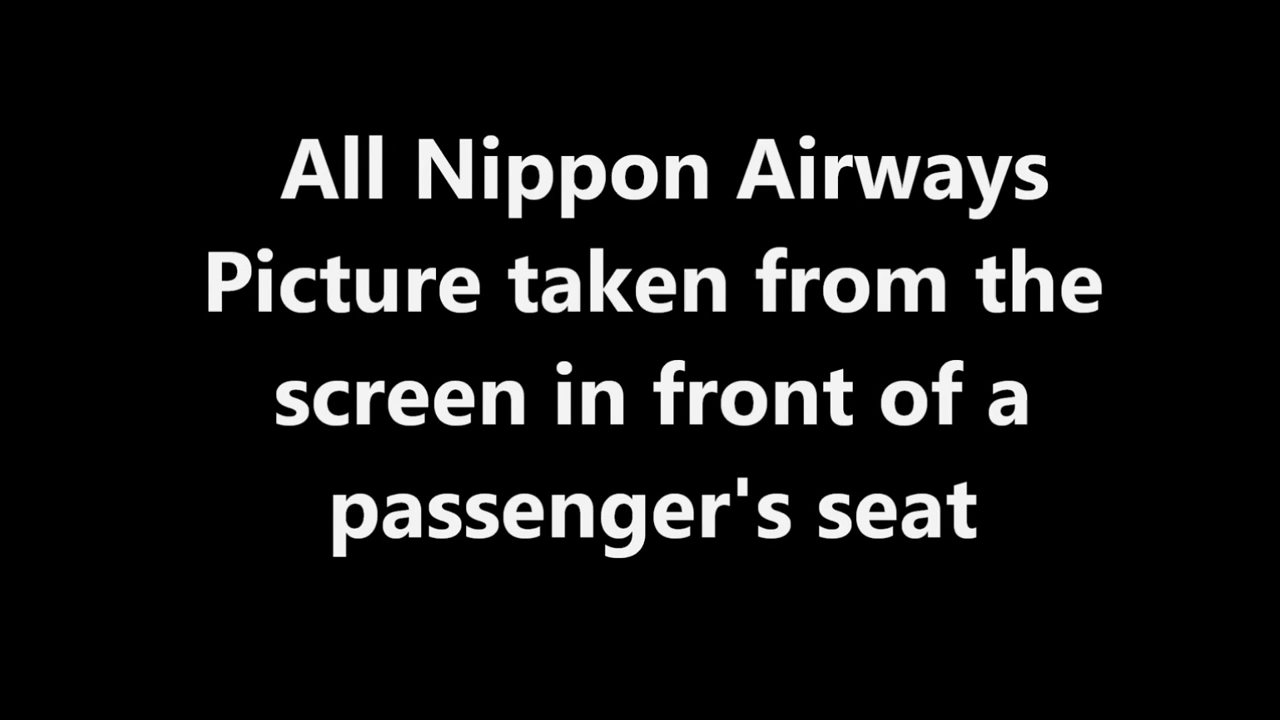 All Nippon Airways
Picture taken from the
screen in front of a
passenger's seat